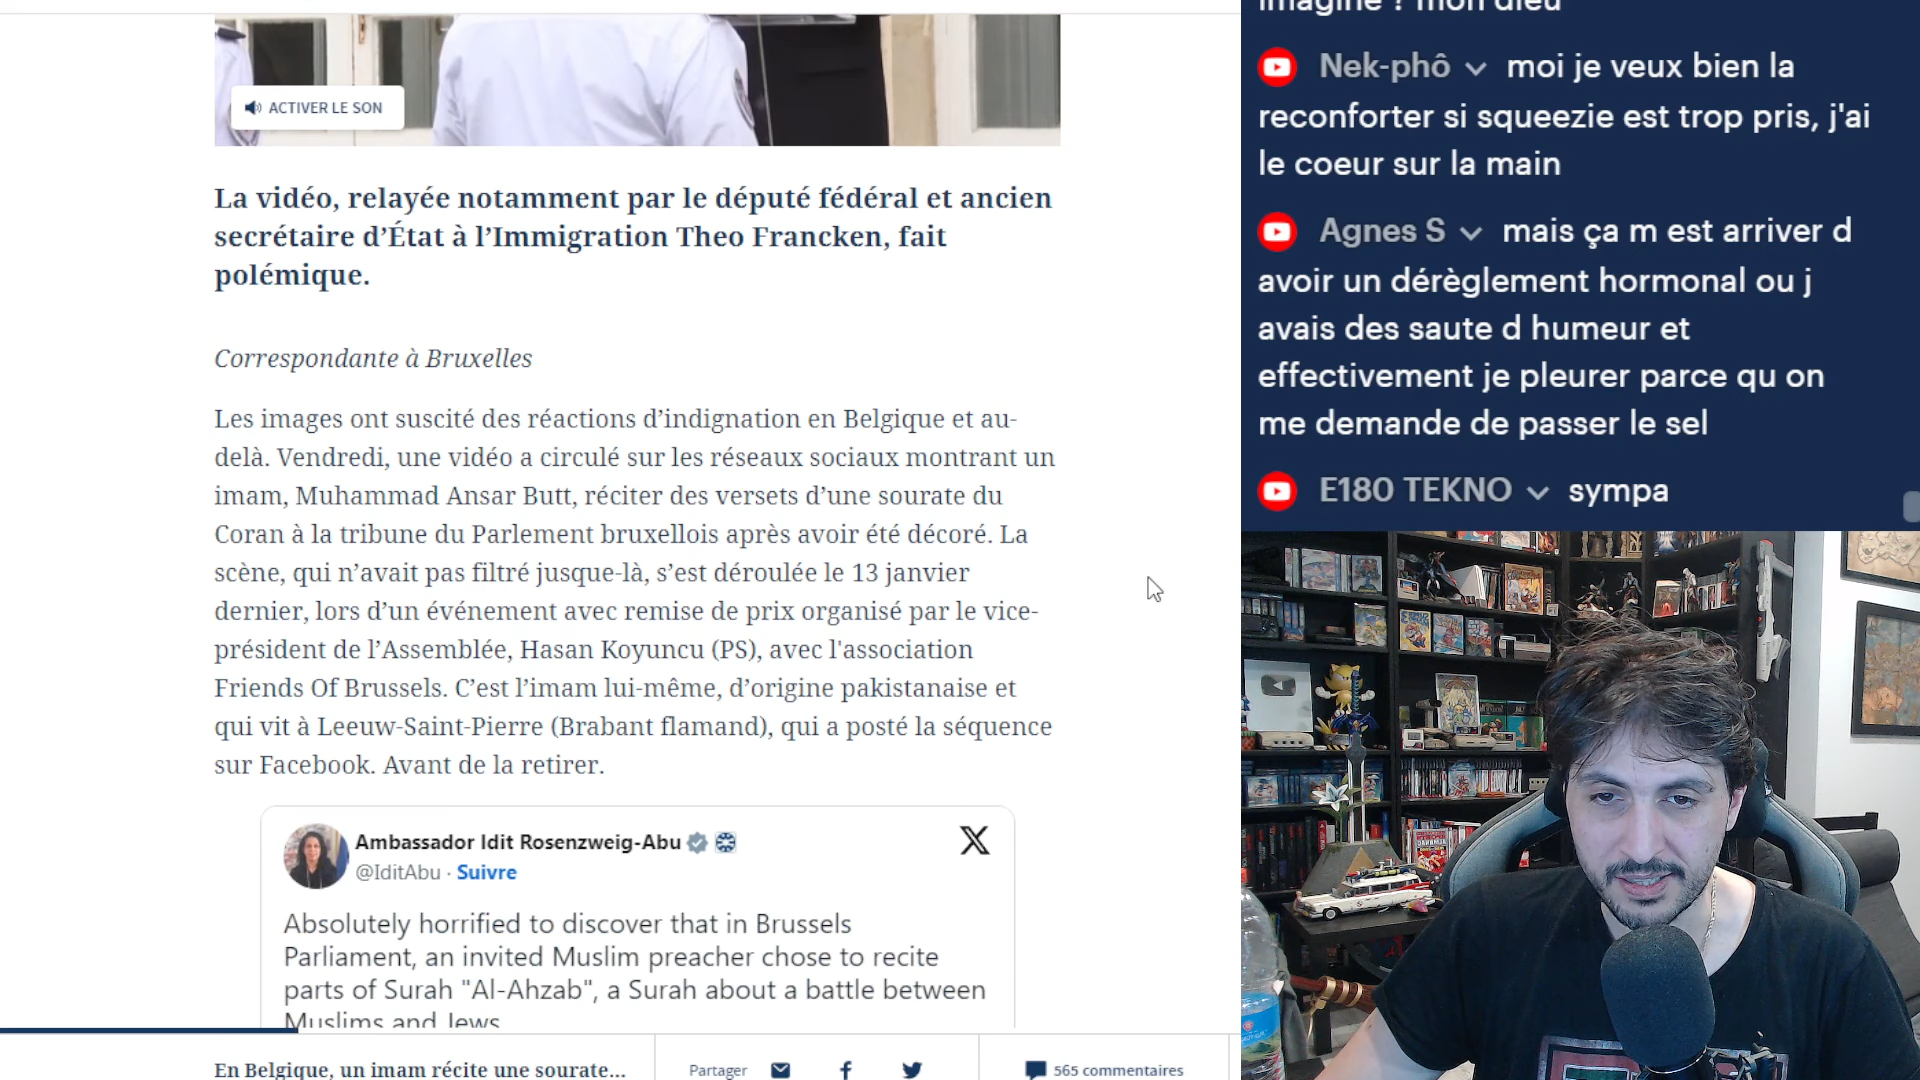 ACTIVER LE SON
La vidéo, relayée notamment par le député fédéral et ancien
secrétaire d’État à l’Immigration Theo Francken, fait
polémique.
Correspondante à Bruxelles
Les images ont suscité des réactions d’indignation en Belgique et au-
delà. Vendredi, une vidéo a circulé sur les réseaux sociaux montrant un
imam, Muhammad Ansar Butt, réciter des versets d’une sourate du
Coran à la tribune du Parlement bruxellois après avoir été décoré. La
scène, qui n’avait pas filtré jusque-là, s’est déroulée le 13 janvier
dernier, lors d’un événement avec remise de prix organisé par le vice-
président de l’Assemblée, Hasan Koyuncu (PS), avec l'association
Friends Of Brussels. C’est l’imam lui-même, d’origine pakistanaise et
qui vit à Leeuw-Saint-Pierre (Brabant flamand), qui a posté la séquence
sur Facebook. Avant de la retirer.
Ambassador Idit Rosenzweig-Abu
@IditAbu · Suivre
Absolutely horrified to discover that in Brussels
Parliament, an invited Muslim preacher chose to recite
parts of Surah "Al-Ahzab", a Surah about a battle between
Muslims and Jews
En Belgique, un imam récite une sourate...
Partager
565 commentaires
imagine ? mon dieu
Nek-phô moi je veux bien la
reconforter si squeezie est trop pris, j'ai
le coeur sur la main
Agnes S mais ça m est arriver d
avoir un dérèglement hormonal ou j
avais des saute d humeur et
effectivement je pleurer parce qu on
me demande de passer le sel
E180 TEKNO sympa